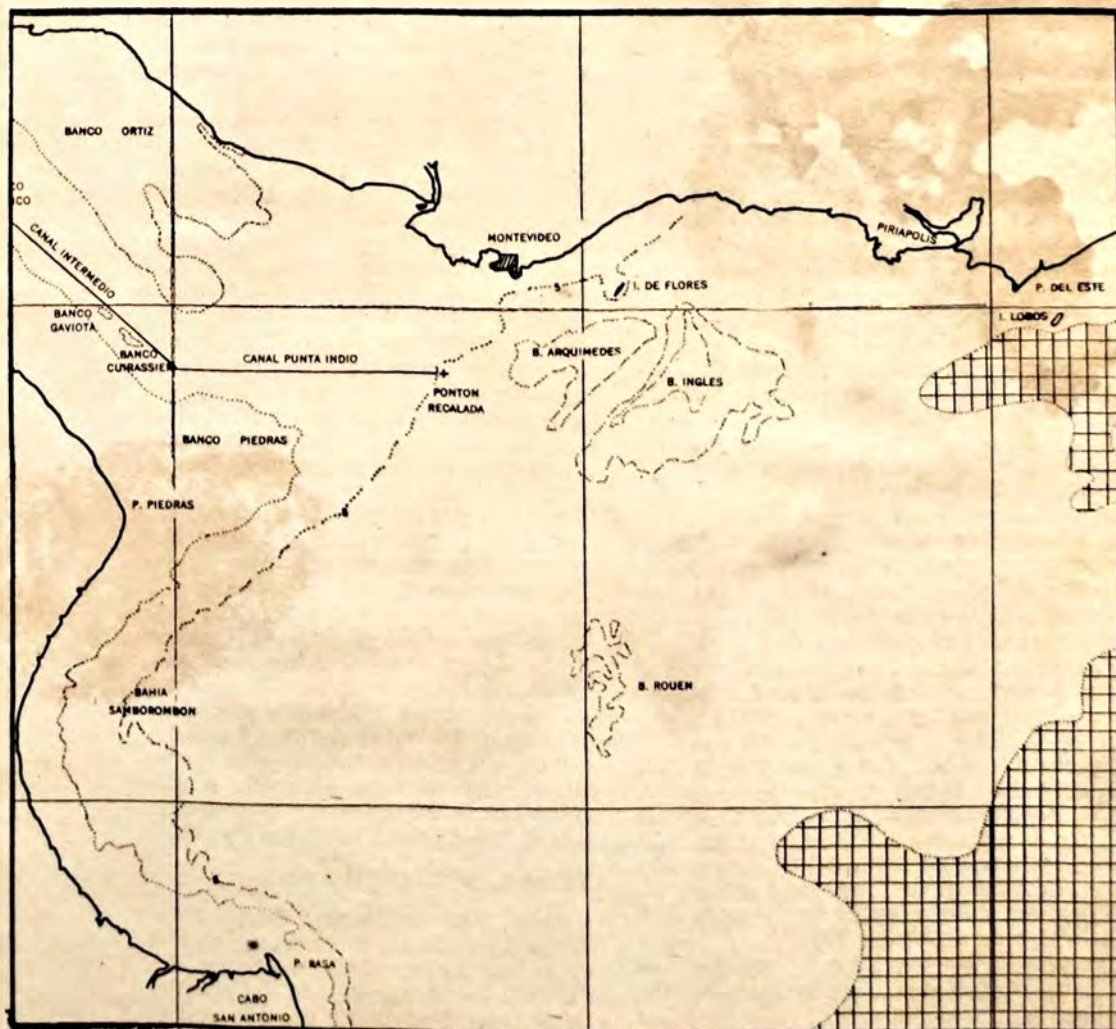 BANCO ORTIZ
CO
ICO
CANAL INTERMEDIO
MONTEVIDEO
PIRIAPOLIS
5
I. DE FLORES
P. DEL ESTE
BANCO
GAVIOTA
I. LOBOS
BANCO
CUIRASSIER
CANAL PUNTA INDIO
B. ARQUIMEDES
B. INGLES
PONTON
RECALADA
BANCO PIEDRAS
P. PIEDRAS
BAHIA
SAMBOROMBON
B. ROUEN
P. RASA
CABO
SAN ANTONIO